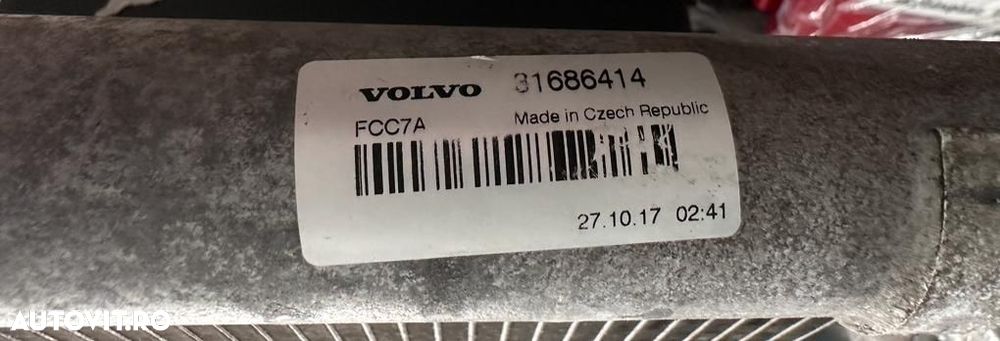 VOLVO 31686414
FCC7A Made in Czech Republic
27.10.17 02:41
AUTOVIT.RO